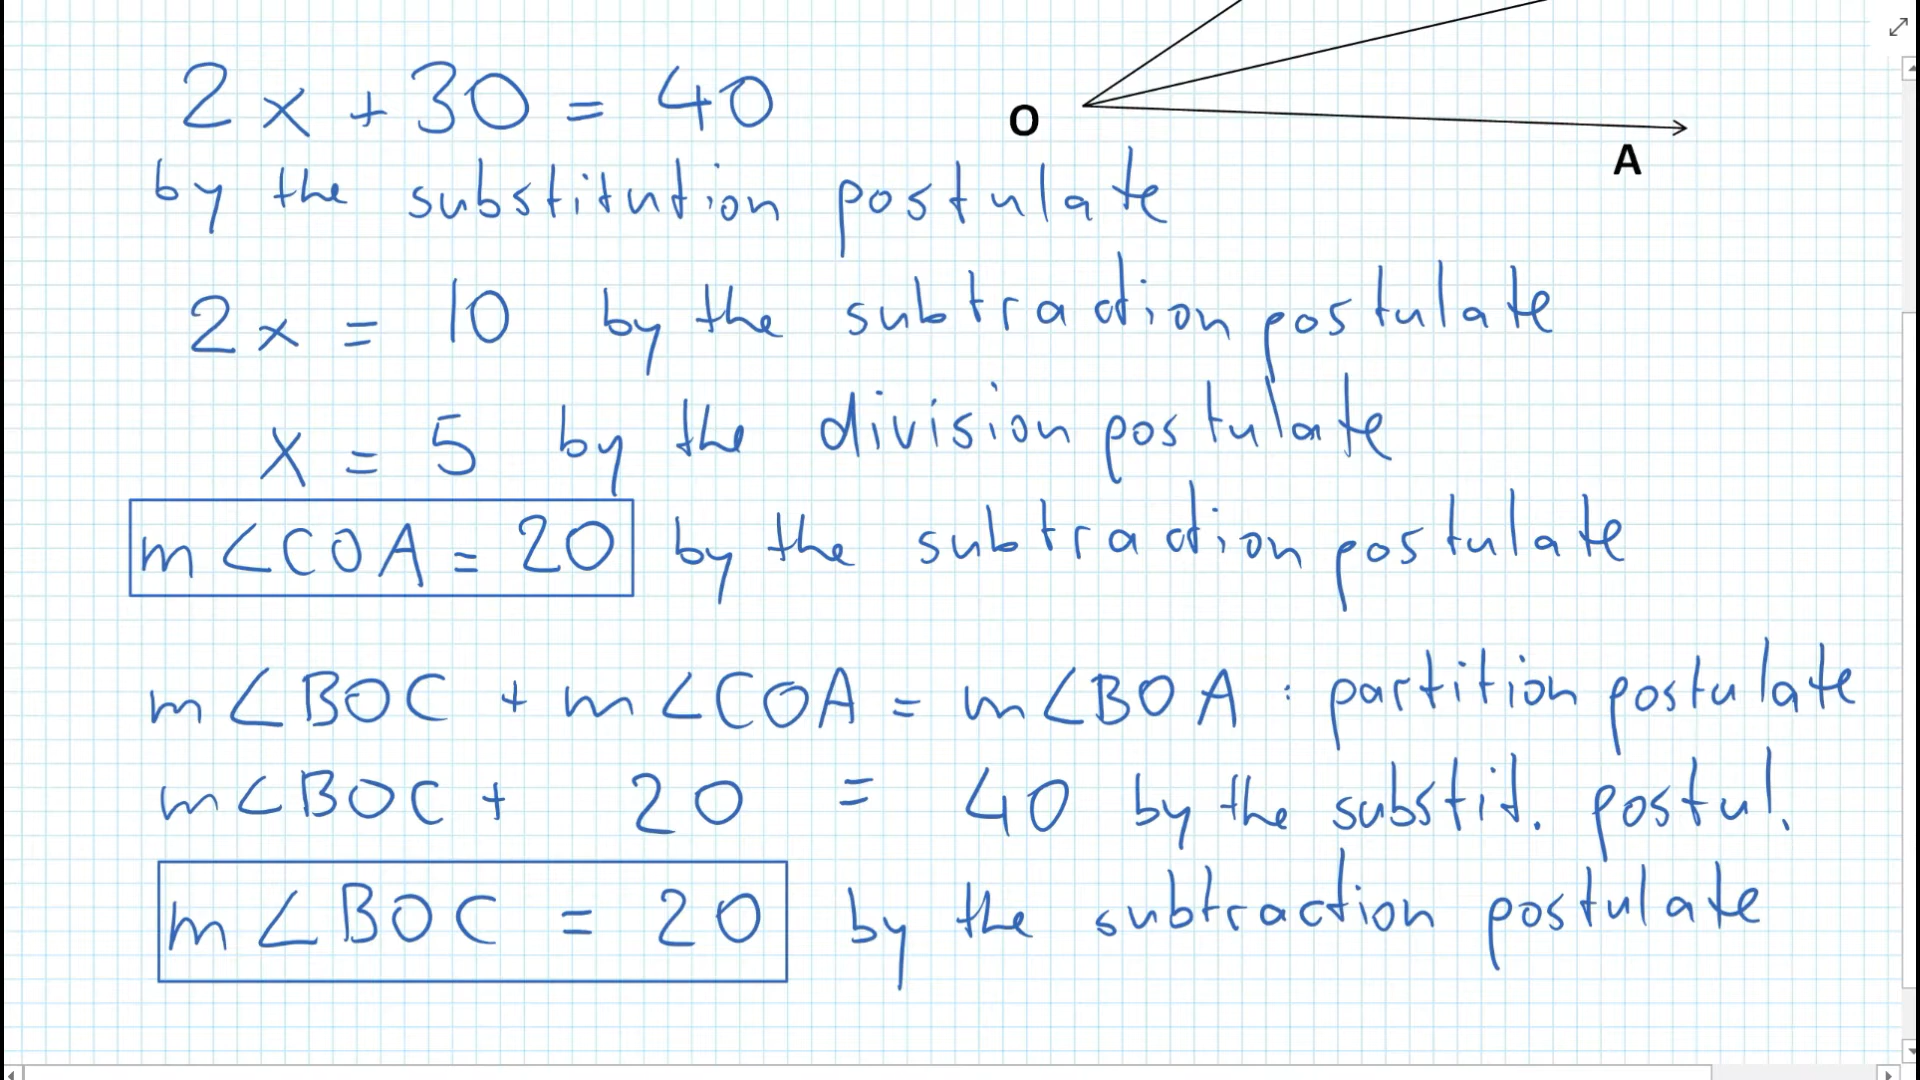 2x + 30 = 40
O
A
by the substitution postulate
2x = 10 by the subtraction postulate
x = 5 by the division postulate
m∠COA = 20 by the subtraction postulate
m∠BOC + m∠COA = m∠BOA : partition postulate
m∠BOC + 20 = 40 by the substit. postul.
m∠BOC = 20 by the subtraction postulate